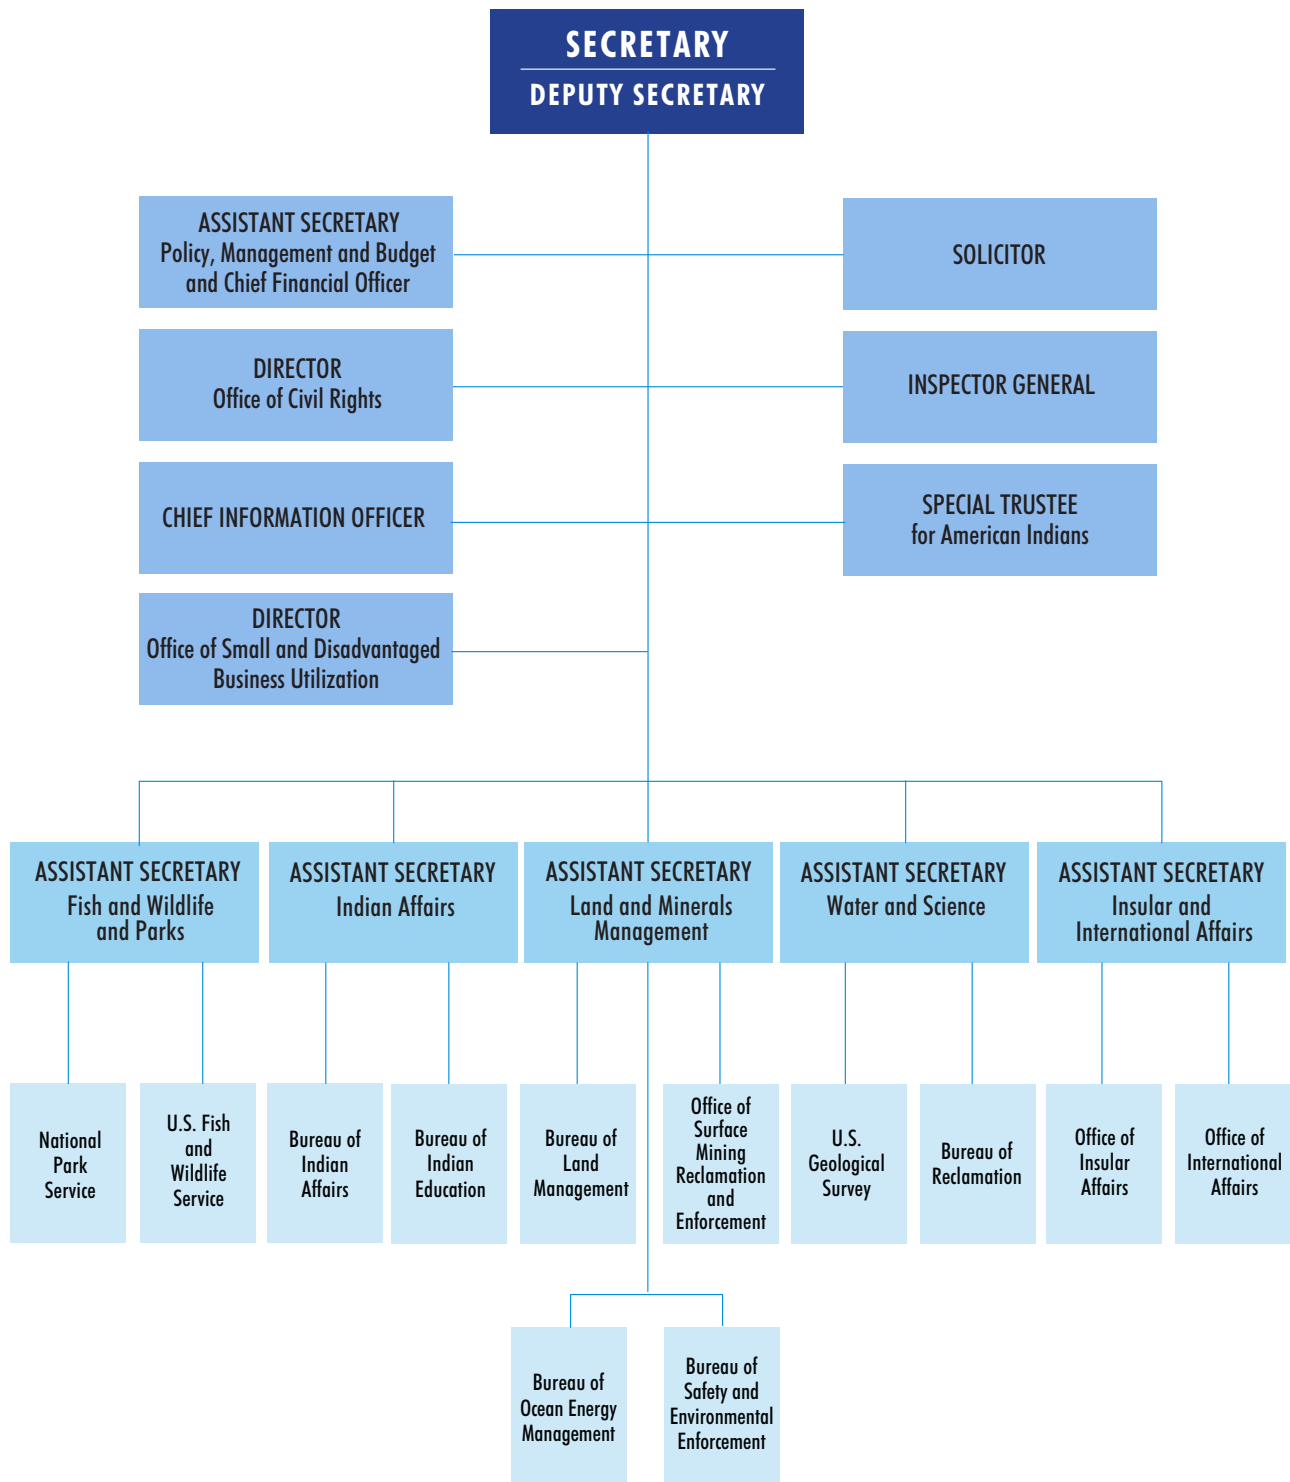 SECRETARY
DEPUTY SECRETARY
ASSISTANT SECRETARY
Policy, Management and Budget
and Chief Financial Officer
SOLICITOR
DIRECTOR
Office of Civil Rights
INSPECTOR GENERAL
CHIEF INFORMATION OFFICER
SPECIAL TRUSTEE
for American Indians
DIRECTOR
Office of Small and Disadvantaged
Business Utilization
ASSISTANT SECRETARY
Fish and Wildlife
and Parks
ASSISTANT SECRETARY
Indian Affairs
ASSISTANT SECRETARY
Land and Minerals
Management
ASSISTANT SECRETARY
Water and Science
ASSISTANT SECRETARY
Insular and
International Affairs
National
Park
Service
U.S. Fish
and
Wildlife
Service
Bureau of
Indian
Affairs
Bureau of
Indian
Education
Bureau of
Land
Management
Office of
Surface
Mining
Reclamation
and
Enforcement
U.S.
Geological
Survey
Bureau of
Reclamation
Office of
Insular
Affairs
Office of
International
Affairs
Bureau of
Ocean Energy
Management
Bureau of
Safety and
Environmental
Enforcement